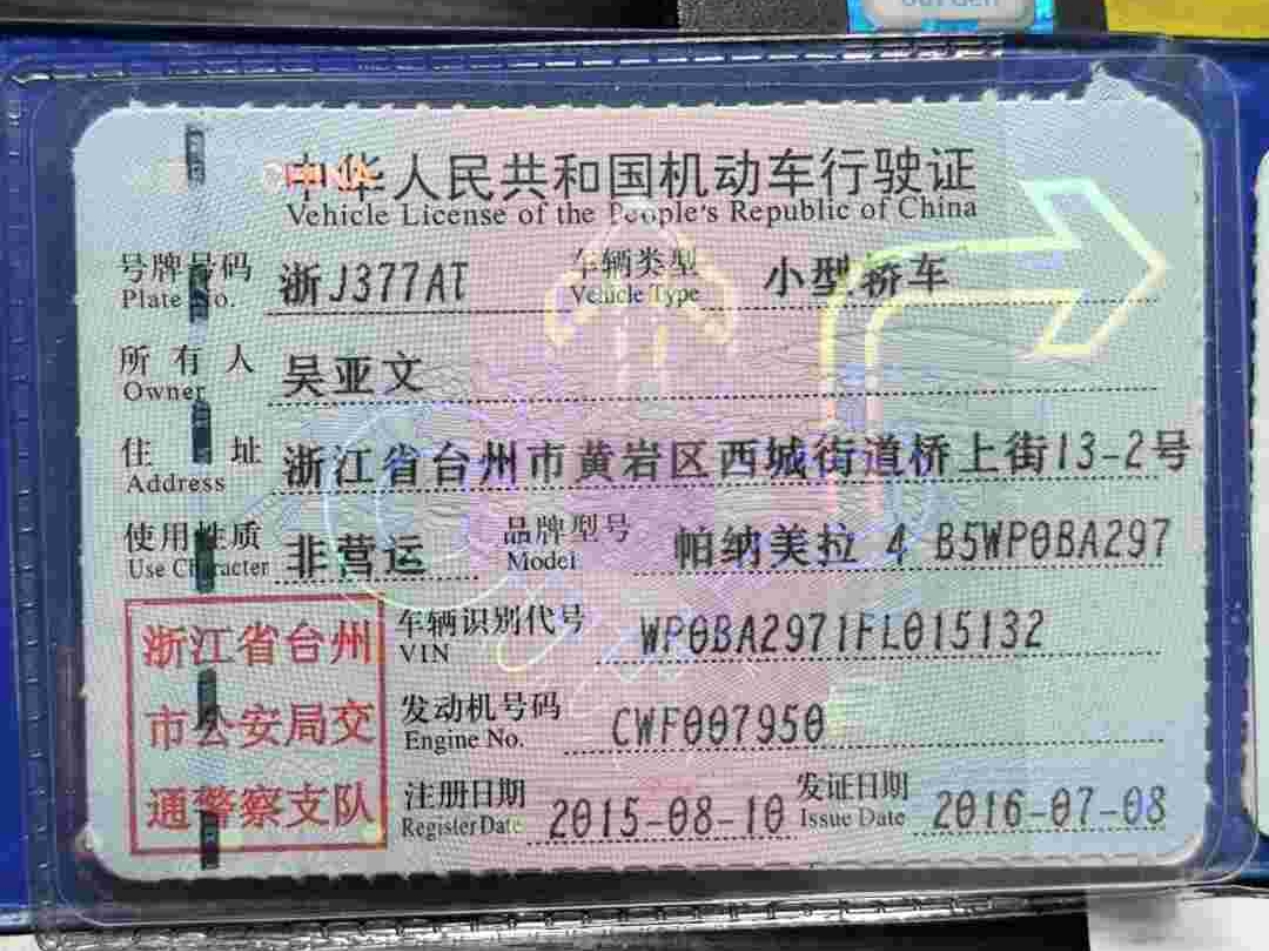 中华人民共和国机动车行驶证
Vehicle License of the People's Republic of China
号牌号码 浙J377AT 车辆类型 小型轿车
Plate No. Vehicle Type
所有人 吴亚文
Owner
住址 浙江省台州市黄岩区西城街道桥上街13-2号
Address
使用性质 非营运 品牌型号 帕纳美拉 4 B5WP0BA297
Use Character Model
浙江省台州 车辆识别代号 WP0BA2971FL015132
VIN
市公安局交 发动机号码 CWF007950
Engine No.
通警察支队 注册日期 2015-08-10 发证日期 2016-07-08
Register Date Issue Date